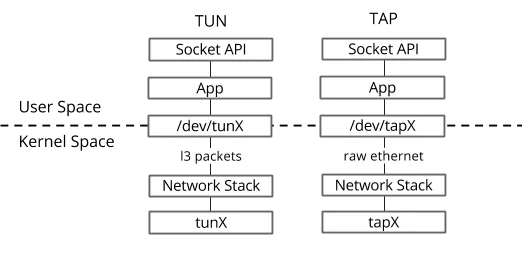 TUN
TAP
Socket API
Socket API
App
App
User Space
/dev/tunX
/dev/tapX
Kernel Space
l3 packets
raw ethernet
Network Stack
Network Stack
tunX
tapX